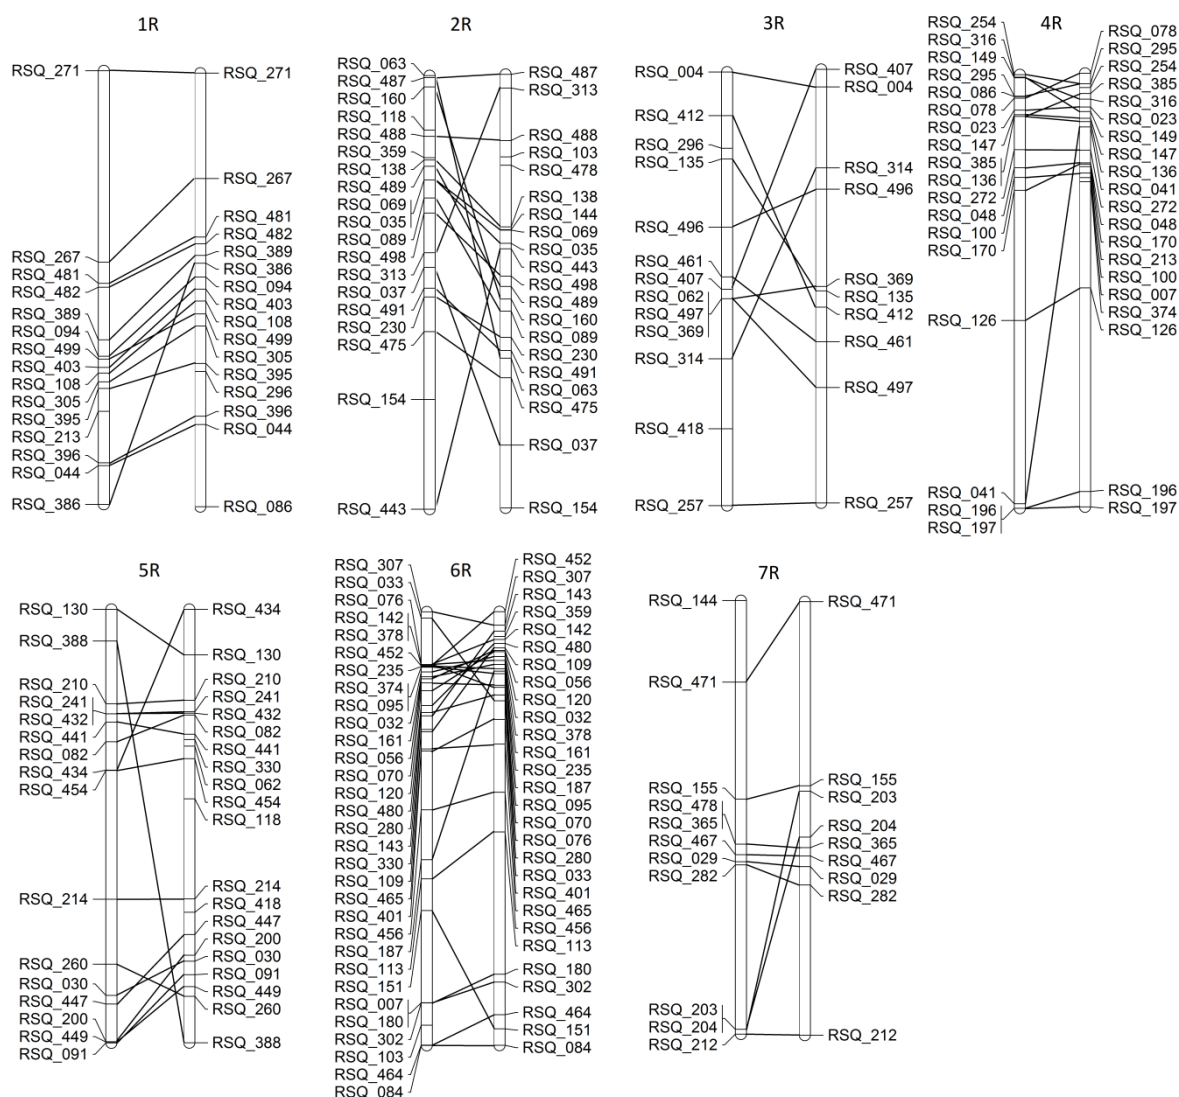 1R
RSQ_271
RSQ_267
RSQ_481
RSQ_482
RSQ_389
RSQ_094
RSQ_499
RSQ_403
RSQ_108
RSQ_305
RSQ_395
RSQ_213
RSQ_396
RSQ_044
RSQ_386
RSQ_271
RSQ_267
RSQ_481
RSQ_482
RSQ_389
RSQ_386
RSQ_094
RSQ_403
RSQ_108
RSQ_499
RSQ_305
RSQ_395
RSQ_296
RSQ_396
RSQ_044
RSQ_086
2R
RSQ_063
RSQ_487
RSQ_160
RSQ_118
RSQ_488
RSQ_359
RSQ_138
RSQ_489
RSQ_069
RSQ_035
RSQ_089
RSQ_498
RSQ_313
RSQ_037
RSQ_491
RSQ_230
RSQ_475
RSQ_154
RSQ_443
RSQ_487
RSQ_313
RSQ_488
RSQ_103
RSQ_478
RSQ_138
RSQ_144
RSQ_069
RSQ_035
RSQ_443
RSQ_498
RSQ_489
RSQ_160
RSQ_089
RSQ_230
RSQ_491
RSQ_063
RSQ_475
RSQ_037
RSQ_154
3R
RSQ_004
RSQ_412
RSQ_296
RSQ_135
RSQ_496
RSQ_461
RSQ_407
RSQ_062
RSQ_497
RSQ_369
RSQ_314
RSQ_418
RSQ_257
RSQ_407
RSQ_004
RSQ_314
RSQ_496
RSQ_369
RSQ_135
RSQ_412
RSQ_461
RSQ_497
RSQ_257
4R
RSQ_254
RSQ_316
RSQ_149
RSQ_295
RSQ_086
RSQ_078
RSQ_023
RSQ_147
RSQ_385
RSQ_136
RSQ_272
RSQ_048
RSQ_100
RSQ_170
RSQ_126
RSQ_041
RSQ_196
RSQ_197
RSQ_078
RSQ_295
RSQ_254
RSQ_385
RSQ_316
RSQ_023
RSQ_149
RSQ_147
RSQ_136
RSQ_041
RSQ_272
RSQ_048
RSQ_170
RSQ_213
RSQ_100
RSQ_007
RSQ_374
RSQ_126
RSQ_196
RSQ_197
5R
RSQ_130
RSQ_388
RSQ_210
RSQ_241
RSQ_432
RSQ_441
RSQ_082
RSQ_434
RSQ_454
RSQ_214
RSQ_260
RSQ_030
RSQ_447
RSQ_200
RSQ_449
RSQ_091
RSQ_434
RSQ_130
RSQ_210
RSQ_241
RSQ_432
RSQ_082
RSQ_441
RSQ_330
RSQ_062
RSQ_454
RSQ_118
RSQ_214
RSQ_418
RSQ_447
RSQ_200
RSQ_030
RSQ_091
RSQ_449
RSQ_260
RSQ_388
6R
RSQ_307
RSQ_033
RSQ_076
RSQ_142
RSQ_378
RSQ_452
RSQ_235
RSQ_374
RSQ_095
RSQ_032
RSQ_161
RSQ_056
RSQ_070
RSQ_120
RSQ_480
RSQ_280
RSQ_143
RSQ_330
RSQ_109
RSQ_465
RSQ_401
RSQ_456
RSQ_187
RSQ_113
RSQ_151
RSQ_007
RSQ_180
RSQ_302
RSQ_103
RSQ_464
RSQ_084
RSQ_452
RSQ_307
RSQ_143
RSQ_359
RSQ_142
RSQ_480
RSQ_109
RSQ_056
RSQ_120
RSQ_032
RSQ_378
RSQ_161
RSQ_235
RSQ_187
RSQ_095
RSQ_070
RSQ_076
RSQ_280
RSQ_033
RSQ_401
RSQ_465
RSQ_456
RSQ_113
RSQ_180
RSQ_302
RSQ_464
RSQ_151
RSQ_084
7R
RSQ_144
RSQ_471
RSQ_155
RSQ_478
RSQ_365
RSQ_467
RSQ_029
RSQ_282
RSQ_203
RSQ_204
RSQ_212
RSQ_471
RSQ_155
RSQ_203
RSQ_204
RSQ_365
RSQ_467
RSQ_029
RSQ_282
RSQ_212